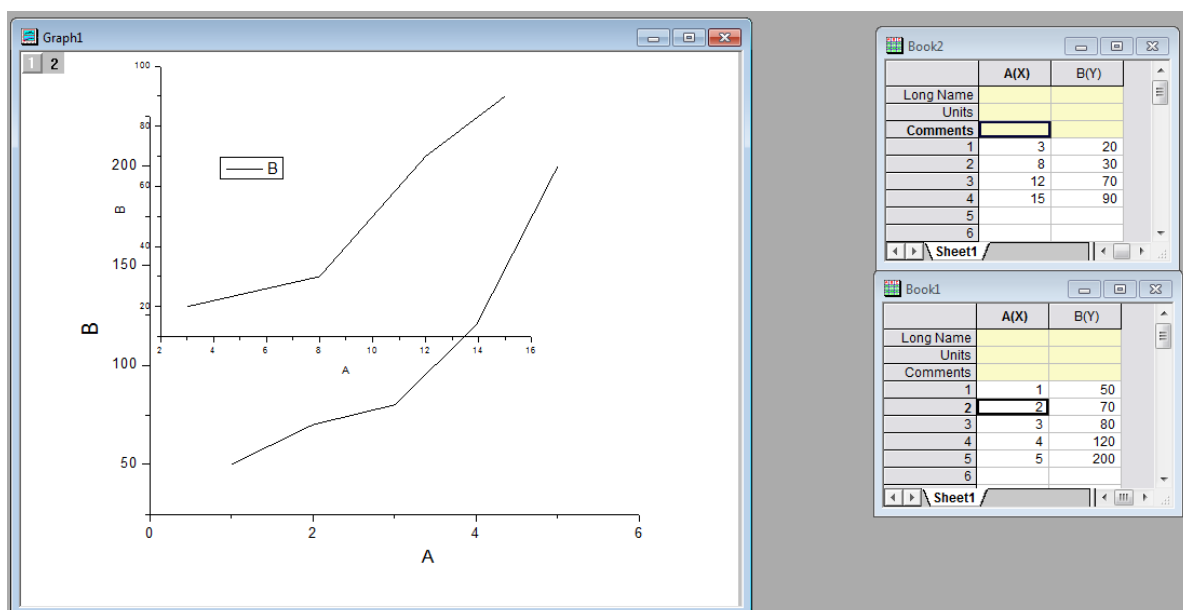 Graph1
1 2
100
80
200
B
60
B
40
150
20
2 4 6 8 10 12 14 16
A
B
100
50
0 2 4 6
A
Book2
A(X) B(Y)
Long Name
Units
Comments
1 3 20
2 8 30
3 12 70
4 15 90
5
6
Sheet1
Book1
A(X) B(Y)
Long Name
Units
Comments
1 1 50
2 2 70
3 3 80
4 4 120
5 5 200
6
Sheet1